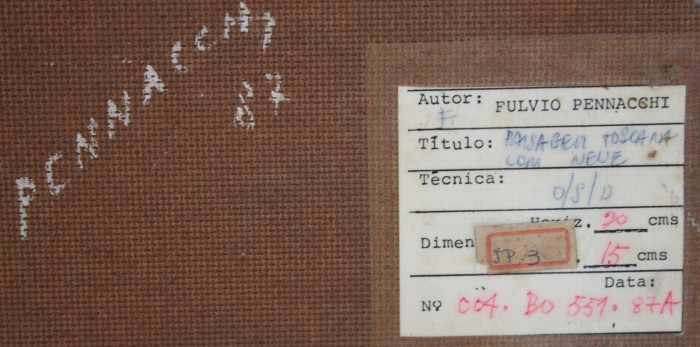 PENNACCHI
87
Autor: FULVIO PENNACCHI
F.
Título: PAISAGEM TOSCANA
COM NEVE
Técnica: O/S/D
Horiz. 20 cms
Dimen . 15 cms
JP. 3
Data:
Nº 004. BO 551. 87A